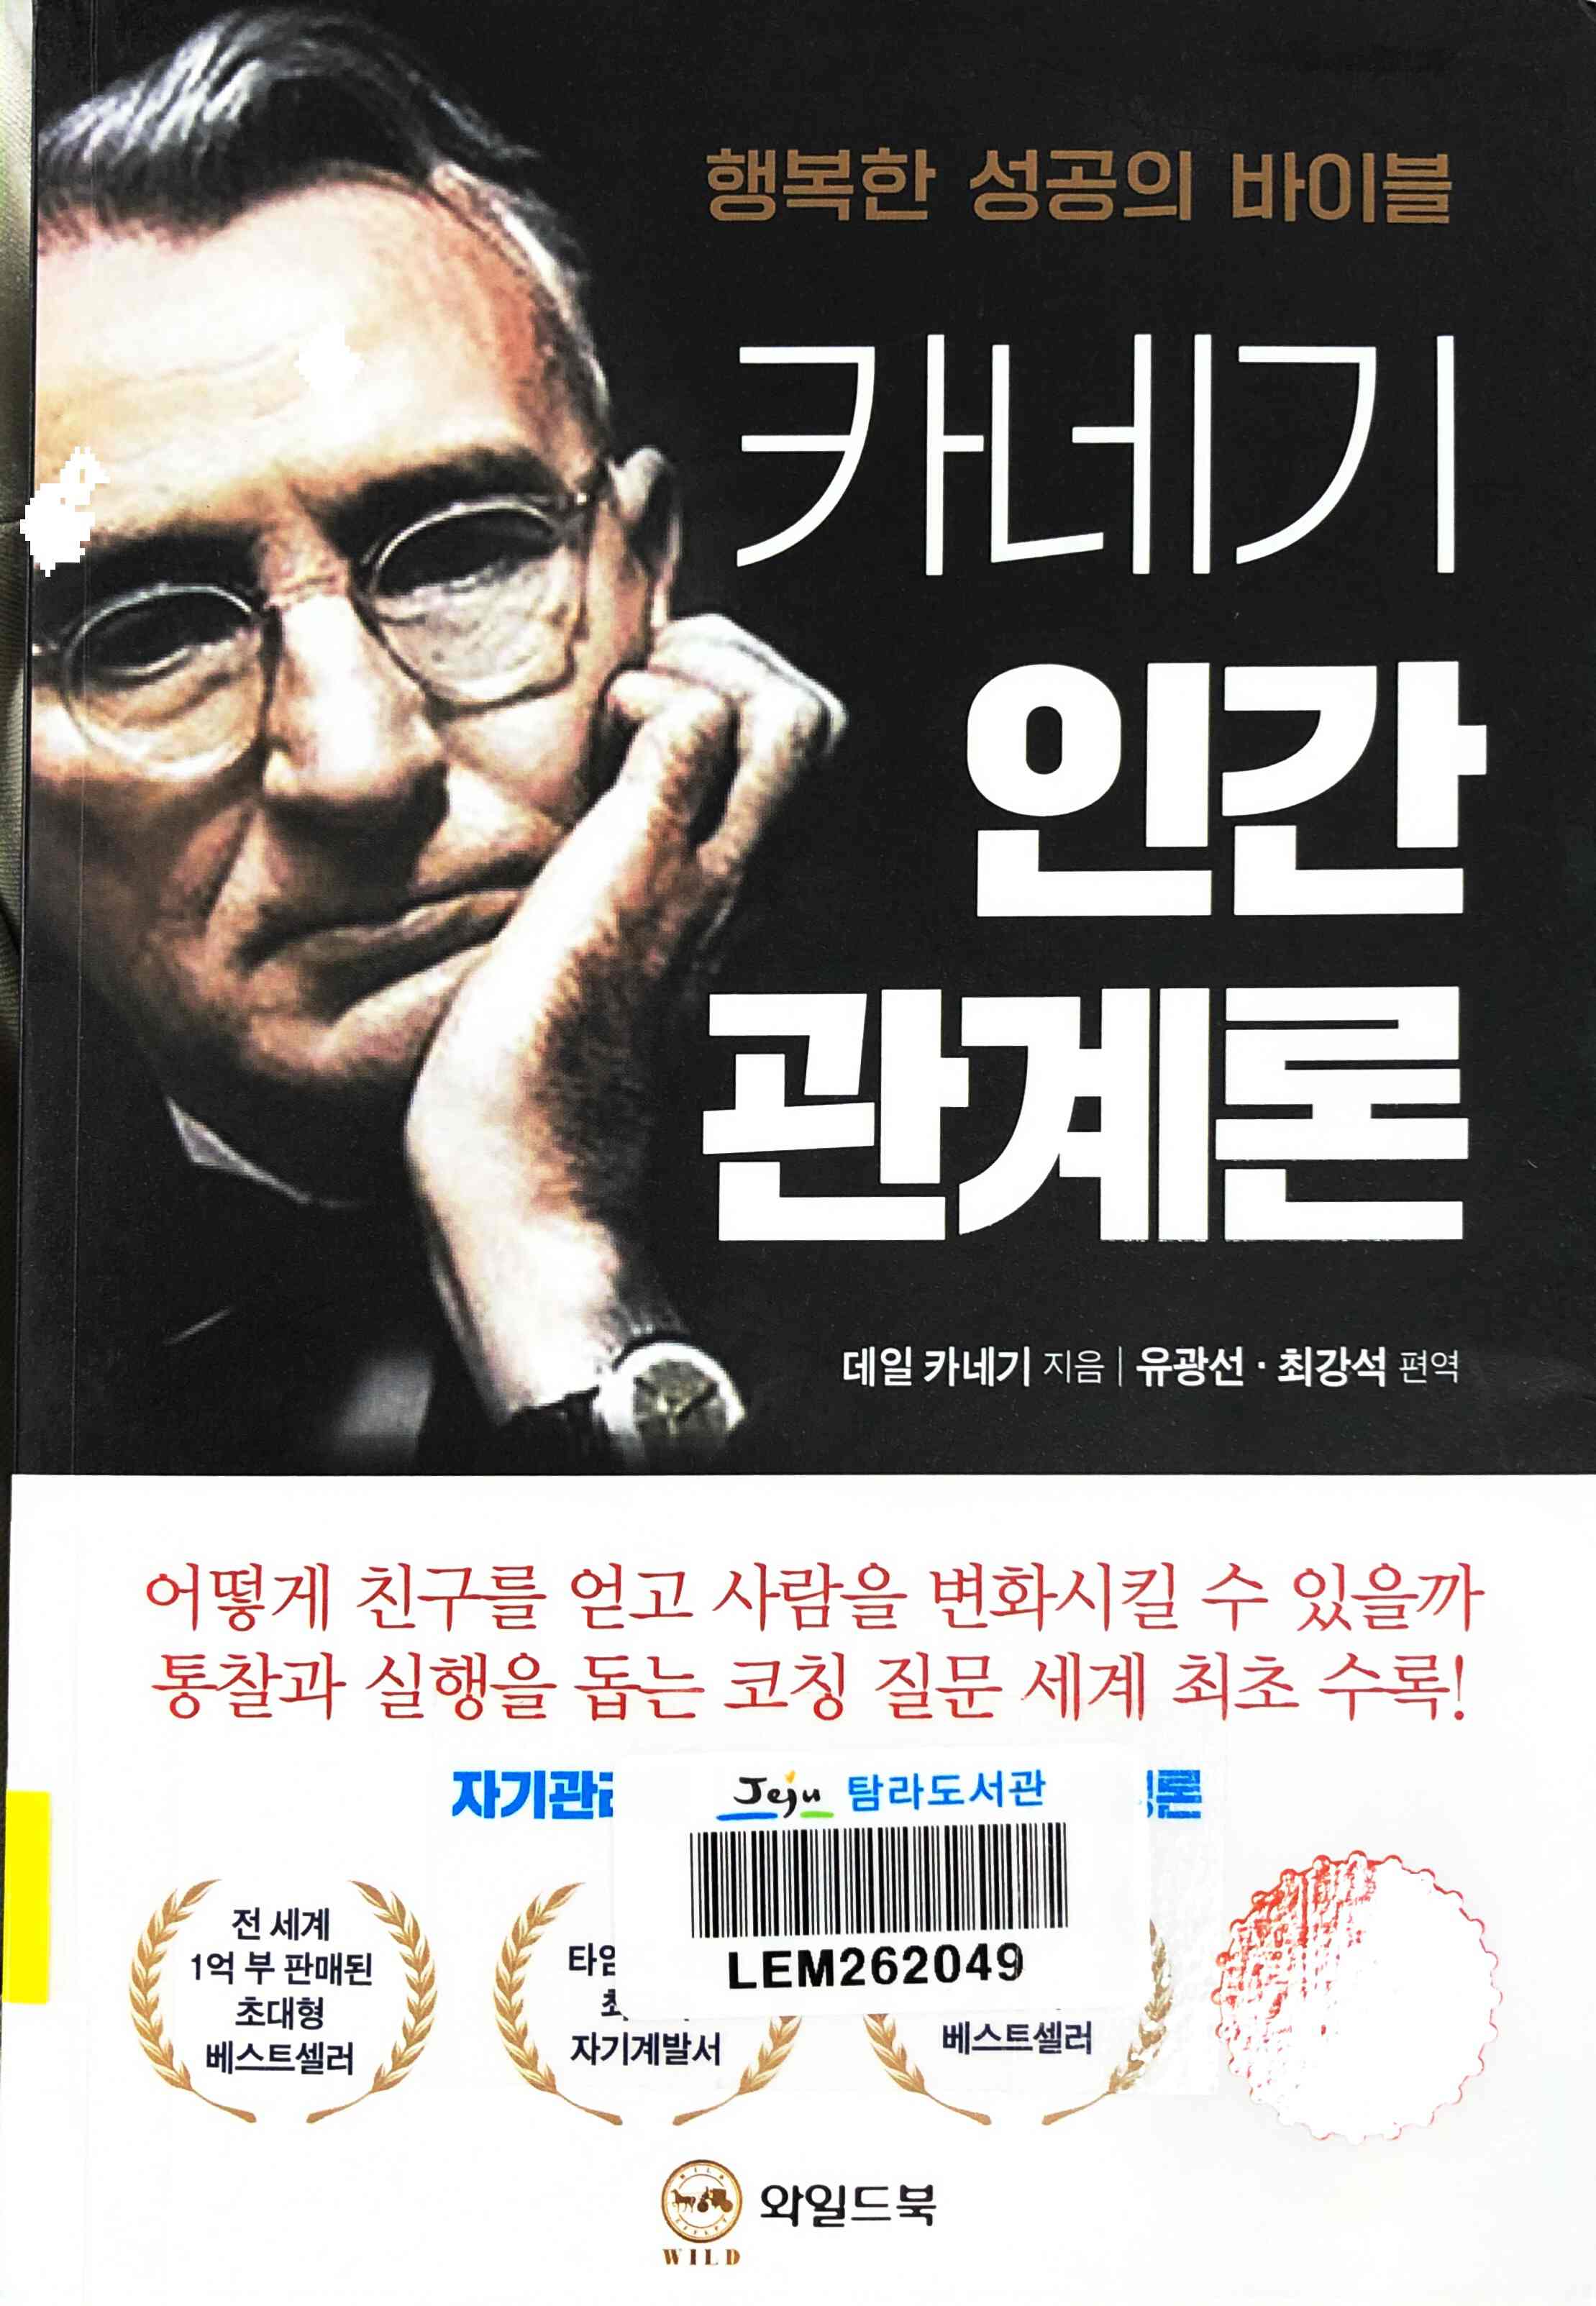 행복한 성공의 바이블
카네기
인간
관계론
데일 카네기 지음 | 유광선 · 최강석 편역
어떻게 친구를 얻고 사람을 변화시킬 수 있을까
통찰과 실행을 돕는 코칭 질문 세계 최초 수록!
자기관
Jeju 탐라도서관
LEM262049
전 세계
1억 부 판매된
초대형
베스트셀러
자기계발서
베스트셀러
와일드북
WILD